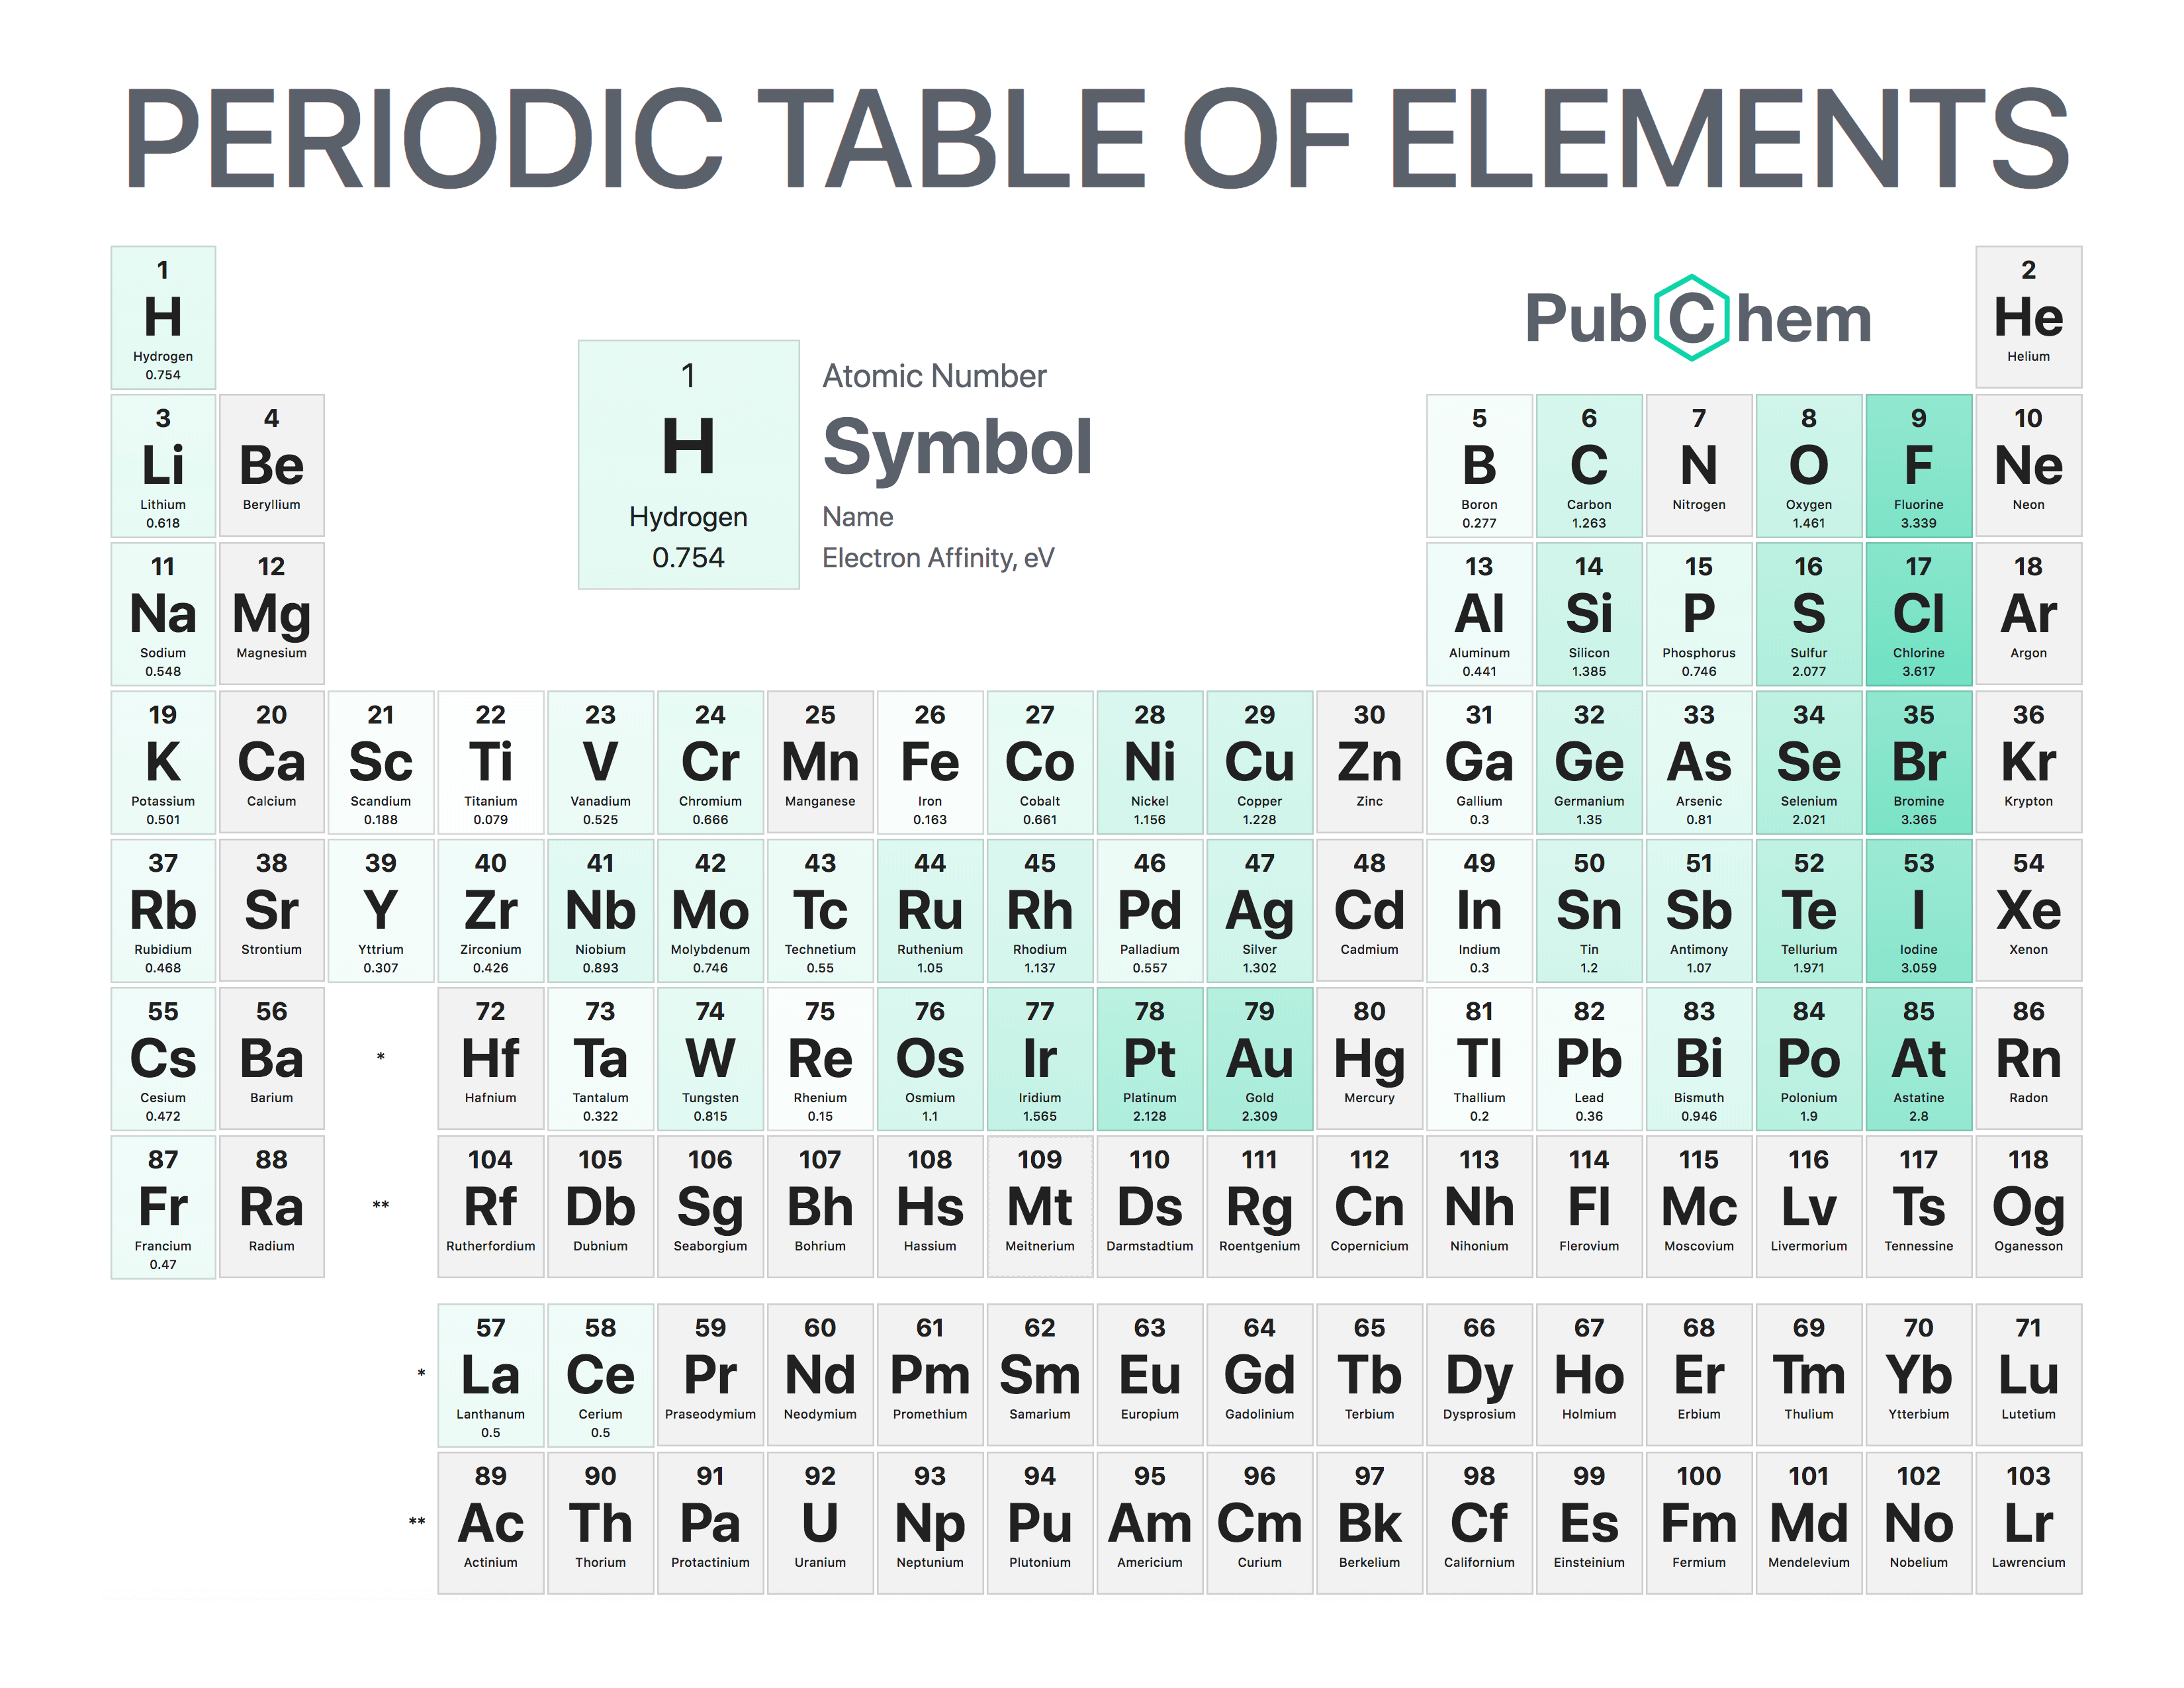 PERIODIC TABLE OF ELEMENTS
1
H
Hydrogen
0.754
1
H
Hydrogen
0.754
Atomic Number
Symbol
Name
Electron Affinity, eV
PubChem
2
He
Helium
3
Li
Lithium
0.618
4
Be
Beryllium
5
B
Boron
0.277
6
C
Carbon
1.263
7
N
Nitrogen
8
O
Oxygen
1.461
9
F
Fluorine
3.339
10
Ne
Neon
11
Na
Sodium
0.548
12
Mg
Magnesium
13
Al
Aluminum
0.441
14
Si
Silicon
1.385
15
P
Phosphorus
0.746
16
S
Sulfur
2.077
17
Cl
Chlorine
3.617
18
Ar
Argon
19
K
Potassium
0.501
20
Ca
Calcium
21
Sc
Scandium
0.188
22
Ti
Titanium
0.079
23
V
Vanadium
0.525
24
Cr
Chromium
0.666
25
Mn
Manganese
26
Fe
Iron
0.163
27
Co
Cobalt
0.661
28
Ni
Nickel
1.156
29
Cu
Copper
1.228
30
Zn
Zinc
31
Ga
Gallium
0.3
32
Ge
Germanium
1.35
33
As
Arsenic
0.81
34
Se
Selenium
2.021
35
Br
Bromine
3.365
36
Kr
Krypton
37
Rb
Rubidium
0.468
38
Sr
Strontium
39
Y
Yttrium
0.307
40
Zr
Zirconium
0.426
41
Nb
Niobium
0.893
42
Mo
Molybdenum
0.746
43
Tc
Technetium
0.55
44
Ru
Ruthenium
1.05
45
Rh
Rhodium
1.137
46
Pd
Palladium
0.557
47
Ag
Silver
1.302
48
Cd
Cadmium
49
In
Indium
0.3
50
Sn
Tin
1.2
51
Sb
Antimony
1.07
52
Te
Tellurium
1.971
53
I
Iodine
3.059
54
Xe
Xenon
55
Cs
Cesium
0.472
56
Ba
Barium
*
72
Hf
Hafnium
73
Ta
Tantalum
0.322
74
W
Tungsten
0.815
75
Re
Rhenium
0.15
76
Os
Osmium
1.1
77
Ir
Iridium
1.565
78
Pt
Platinum
2.128
79
Au
Gold
2.309
80
Hg
Mercury
81
Tl
Thallium
0.2
82
Pb
Lead
0.36
83
Bi
Bismuth
0.946
84
Po
Polonium
1.9
85
At
Astatine
2.8
86
Rn
Radon
87
Fr
Francium
0.47
88
Ra
Radium
**
104
Rf
Rutherfordium
105
Db
Dubnium
106
Sg
Seaborgium
107
Bh
Bohrium
108
Hs
Hassium
109
Mt
Meitnerium
110
Ds
Darmstadtium
111
Rg
Roentgenium
112
Cn
Copernicium
113
Nh
Nihonium
114
Fl
Flerovium
115
Mc
Moscovium
116
Lv
Livermorium
117
Ts
Tennessine
118
Og
Oganesson
*
57
La
Lanthanum
0.5
58
Ce
Cerium
0.5
59
Pr
Praseodymium
60
Nd
Neodymium
61
Pm
Promethium
62
Sm
Samarium
63
Eu
Europium
64
Gd
Gadolinium
65
Tb
Terbium
66
Dy
Dysprosium
67
Ho
Holmium
68
Er
Erbium
69
Tm
Thulium
70
Yb
Ytterbium
71
Lu
Lutetium
**
89
Ac
Actinium
90
Th
Thorium
91
Pa
Protactinium
92
U
Uranium
93
Np
Neptunium
94
Pu
Plutonium
95
Am
Americium
96
Cm
Curium
97
Bk
Berkelium
98
Cf
Californium
99
Es
Einsteinium
100
Fm
Fermium
101
Md
Mendelevium
102
No
Nobelium
103
Lr
Lawrencium